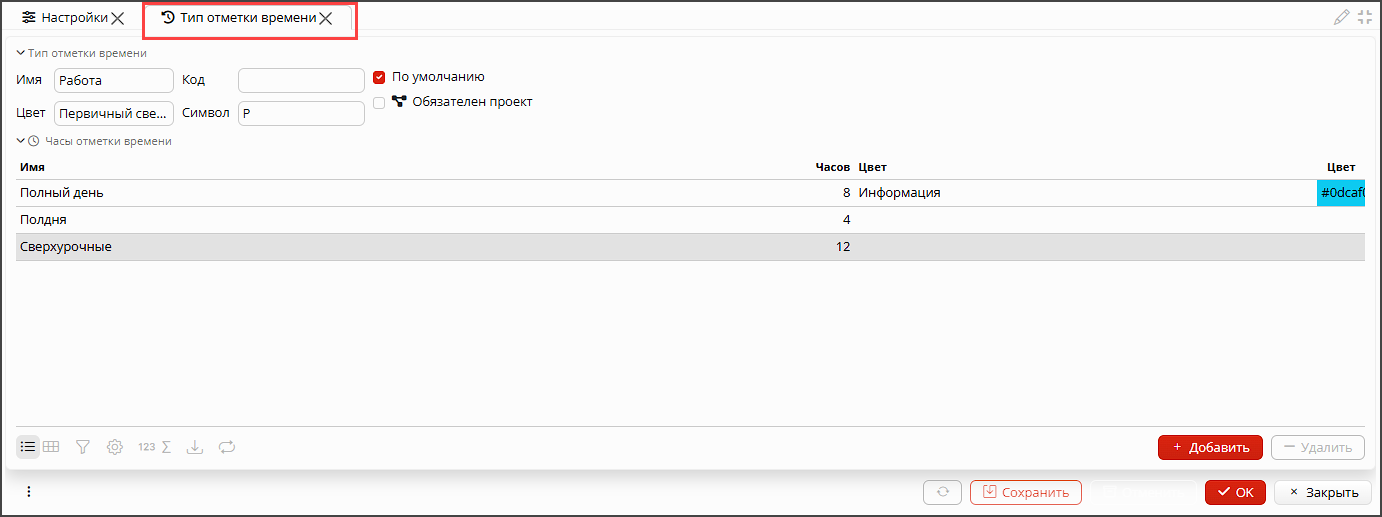 Настройки Тип отметки времени
Тип отметки времени
Имя Работа Код По умолчанию
Цвет Первичный све... Символ Р Обязателен проект
Часы отметки времени
Имя Часов Цвет Цвет
Полный день 8 Информация #0dcaf0
Полдня 4
Сверхурочные 12
123 Σ + Добавить — Удалить
Сохранить OK × Закрыть